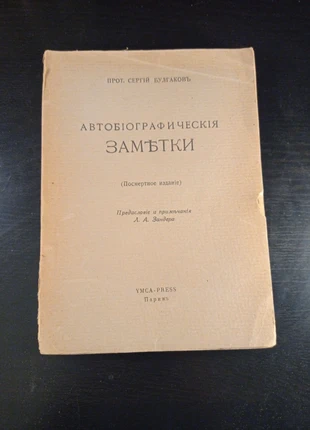 ПРОТ. СЕРГІЙ БУЛГАКОВЪ
АВТОБІОГРАФИЧЕСКІЯ
ЗАМѢТКИ
(Посмертное изданіе)
Предисловіе и примѣчанія
Л. А. Зандера
YMCA-PRESS
Парижъ